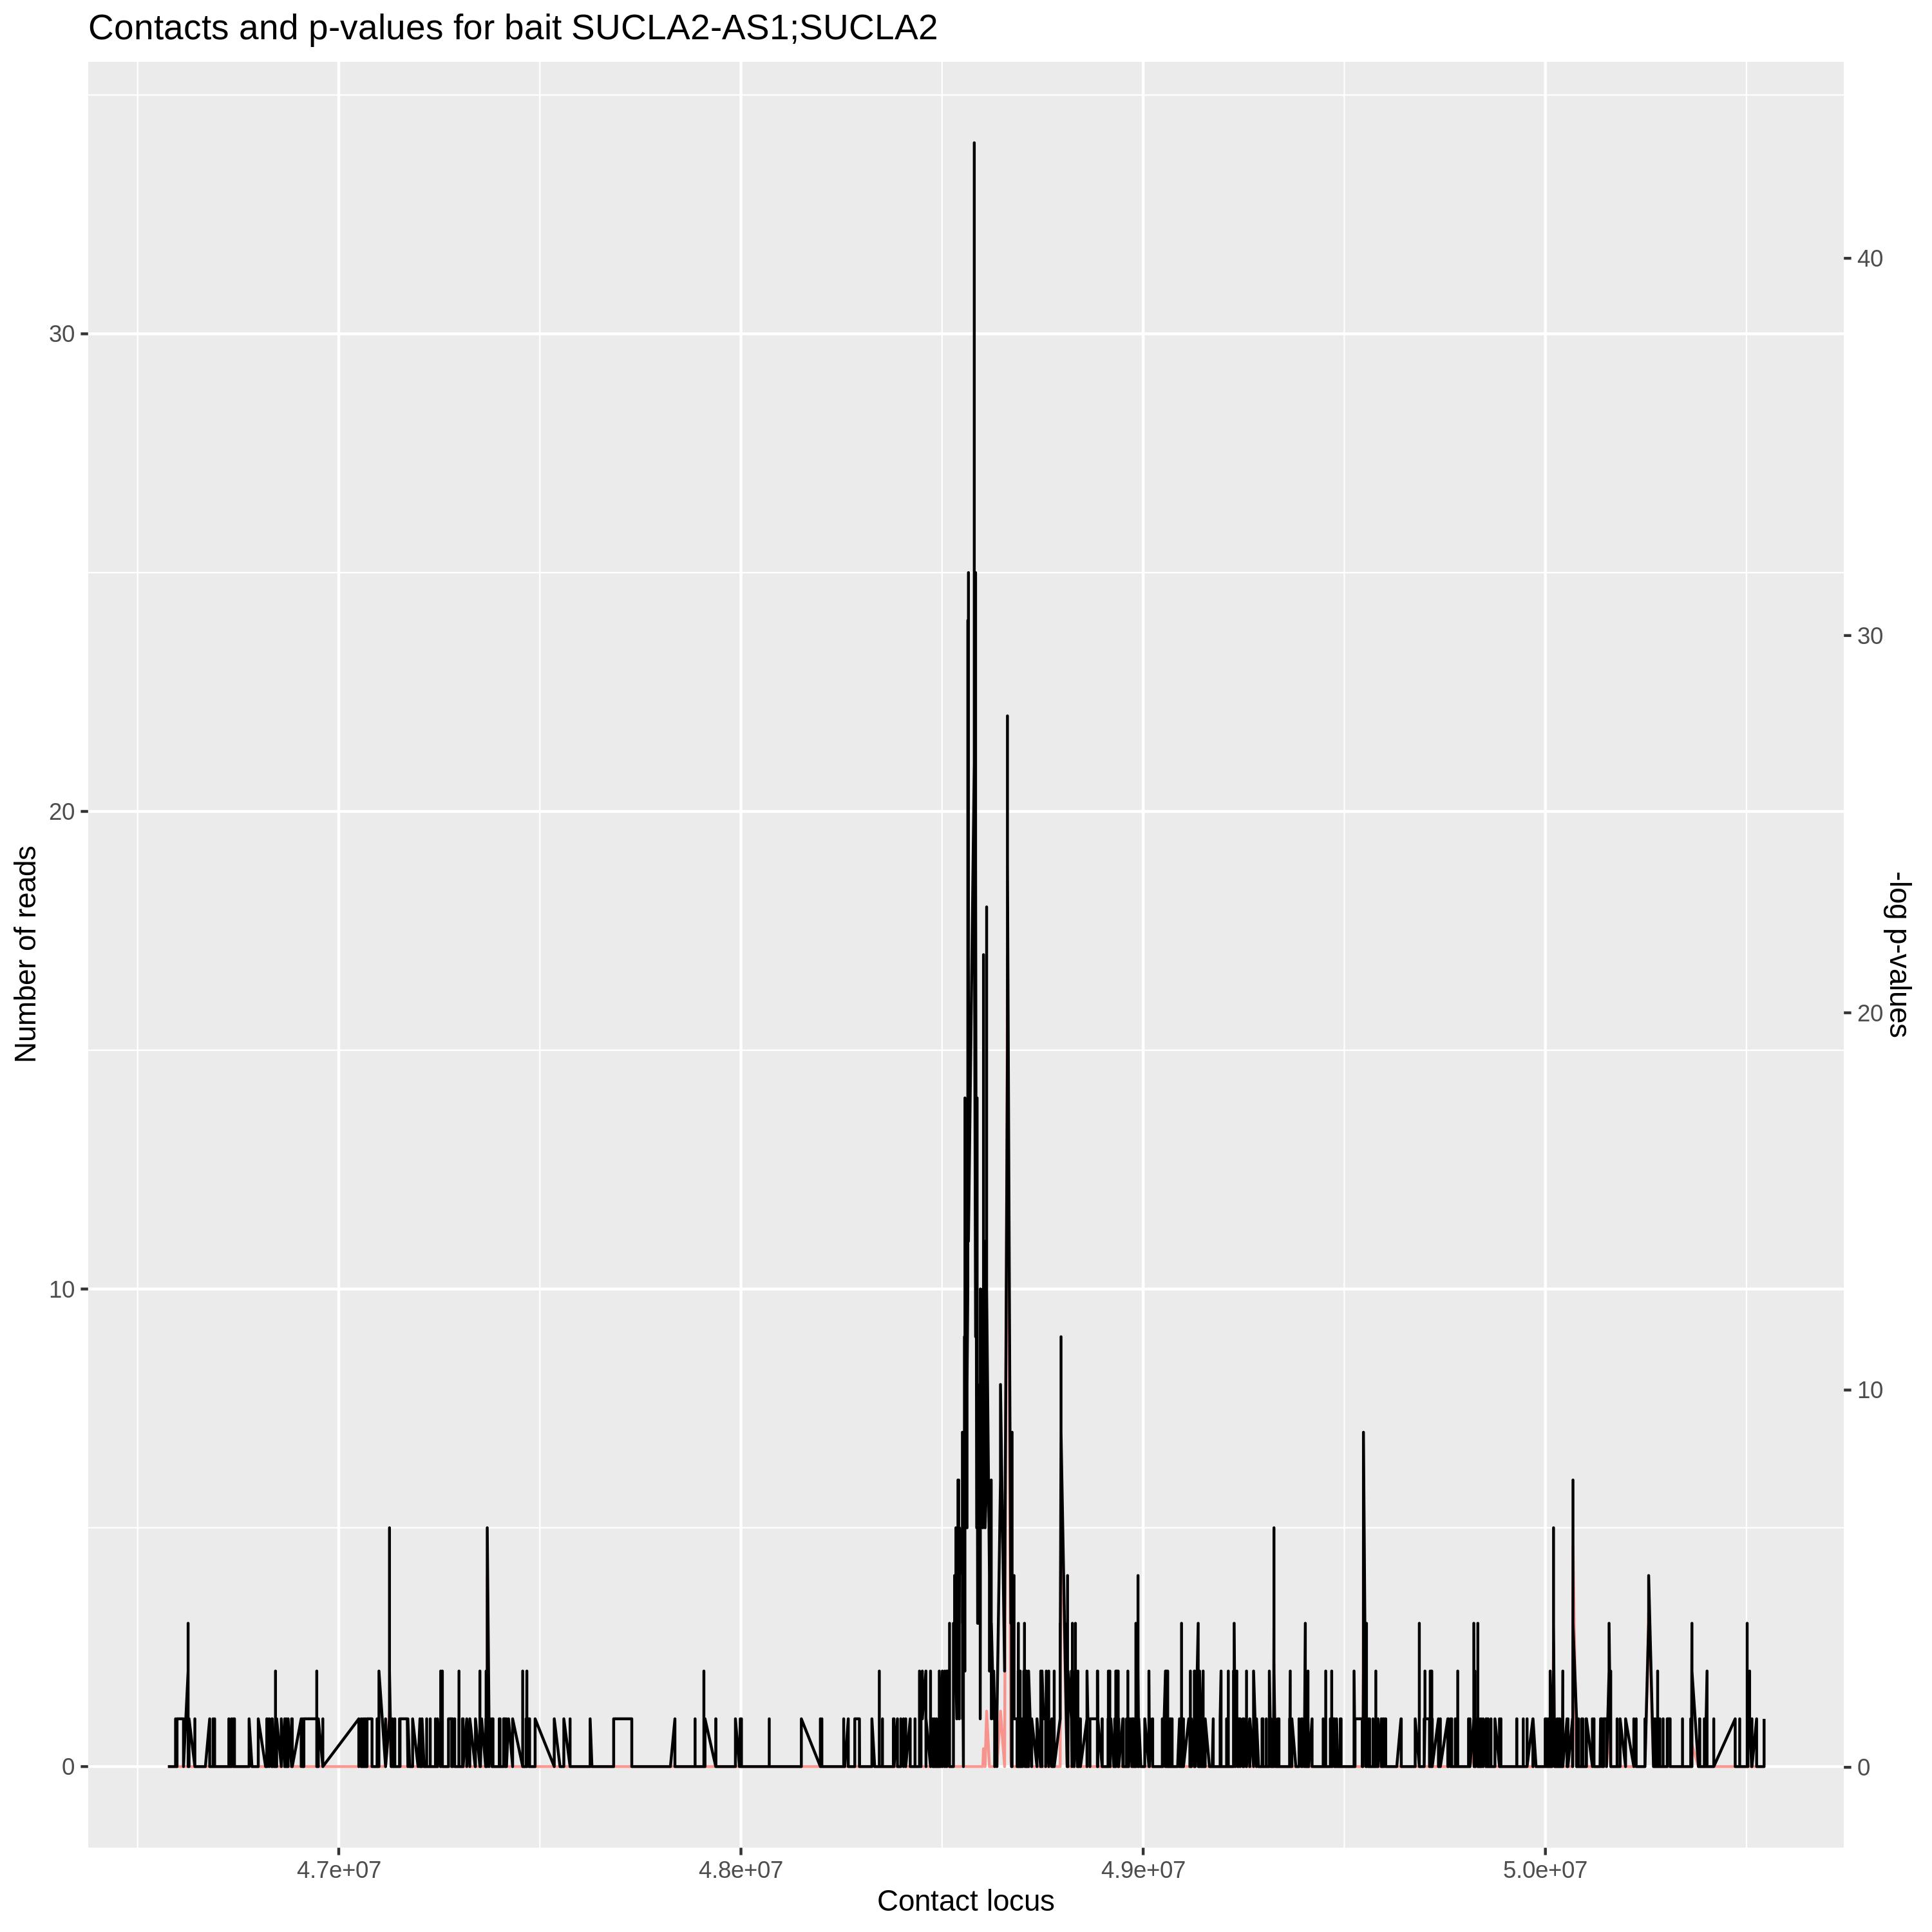 Contacts and p-values for bait SUCLA2-AS1;SUCLA2
Number of reads
30
20
10
0
40
30
20
10
0
-log p-values
4.7e+07
4.8e+07
4.9e+07
5.0e+07
Contact locus